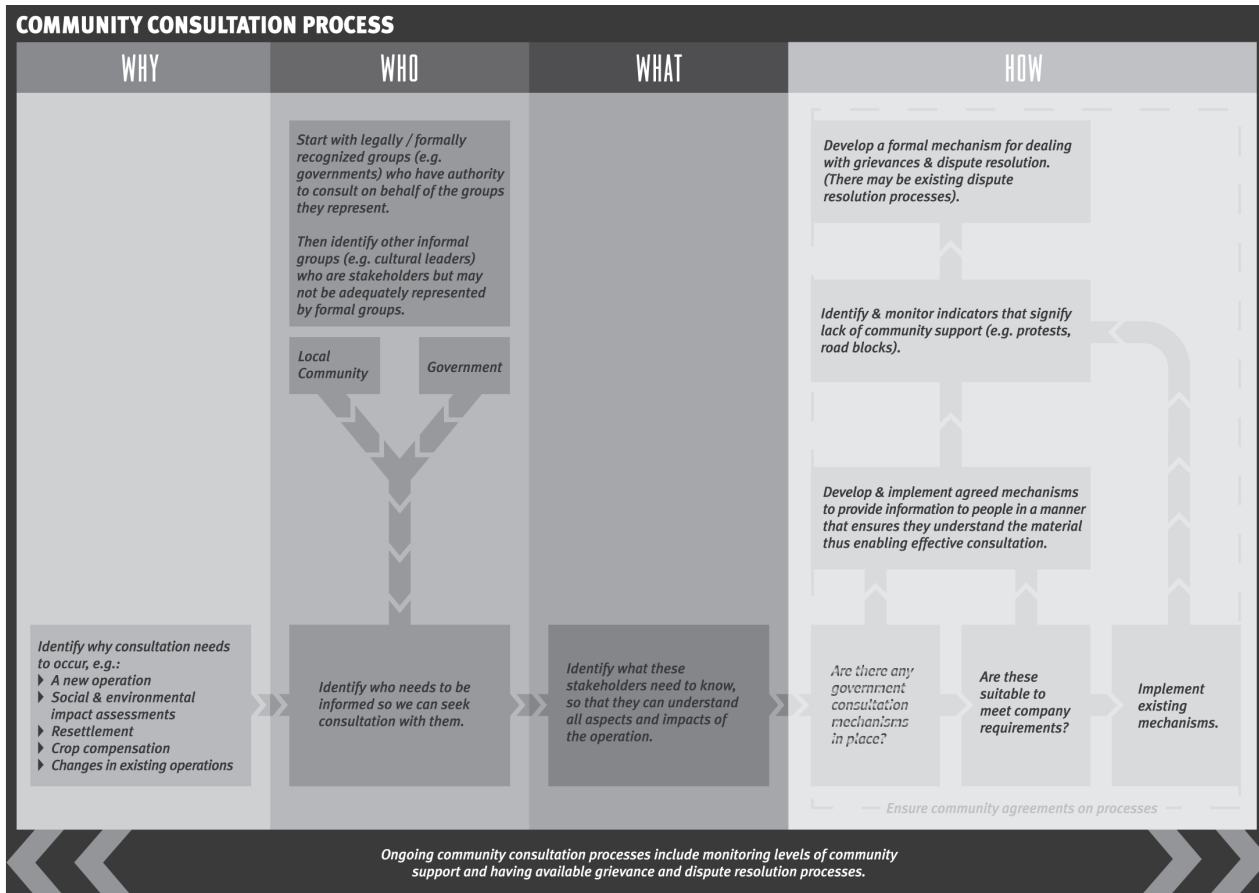 COMMUNITY CONSULTATION PROCESS
WHY
WHO
WHAT
HOW
Start with legally / formally
recognized groups (e.g.
governments) who have authority
to consult on behalf of the groups
they represent.
Then identify other informal
groups (e.g. cultural leaders)
who are stakeholders but may
not be adequately represented
by formal groups.
Local
Community
Government
Develop a formal mechanism for dealing
with grievances & dispute resolution.
(There may be existing dispute
resolution processes).
Identify & monitor indicators that signify
lack of community support (e.g. protests,
road blocks).
Develop & implement agreed mechanisms
to provide information to people in a manner
that ensures they understand the material
thus enabling effective consultation.
Identify why consultation needs
to occur, e.g.:
A new operation
Social & environmental
impact assessments
Resettlement
Crop compensation
Changes in existing operations
Identify who needs to be
informed so we can seek
consultation with them.
Identify what these
stakeholders need to know,
so that they can understand
all aspects and impacts of
the operation.
Are there any
government
consultation
mechanisms
in place?
Are these
suitable to
meet company
requirements?
Implement
existing
mechanisms.
Ensure community agreements on processes
Ongoing community consultation processes include monitoring levels of community
support and having available grievance and dispute resolution processes.